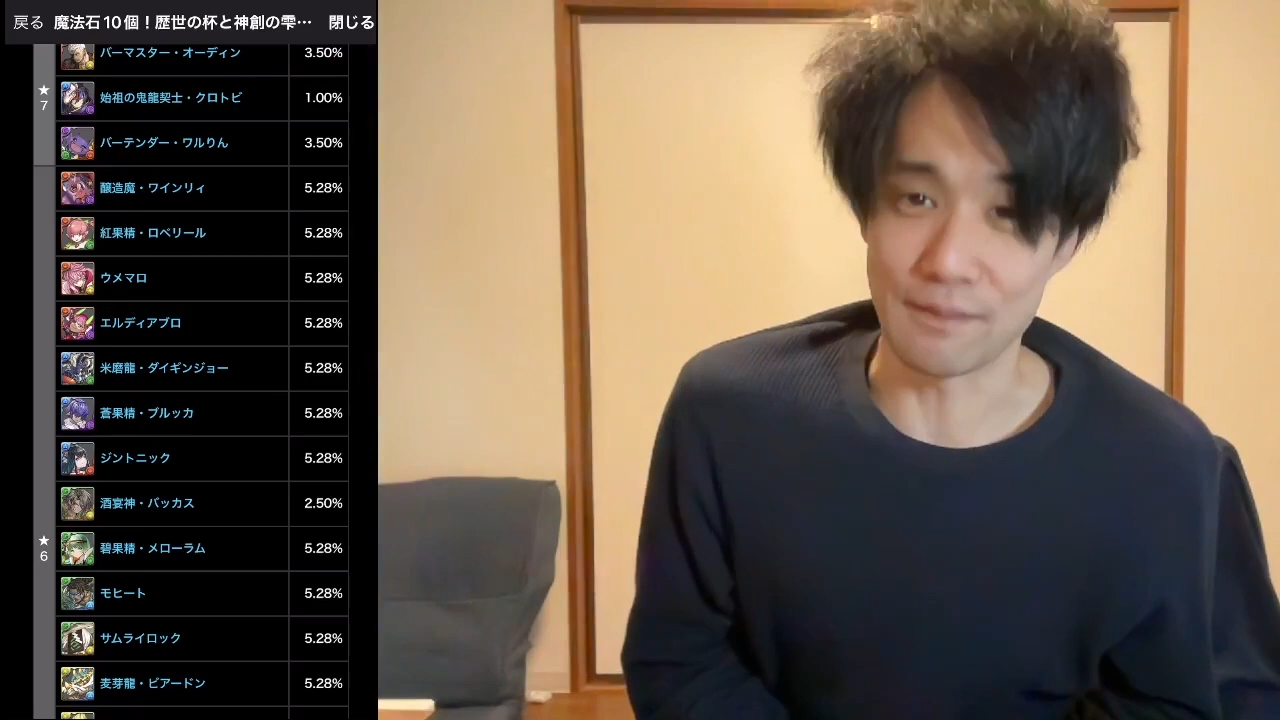 戻る 魔法石10個！歴世の杯と神創の雫… 閉じる
バーマスター・オーディン 3.50%
★7
始祖の鬼龍契士・クロトビ 1.00%
バーテンダー・ワルりん 3.50%
醸造魔・ワインリィ 5.28%
紅果精・ロベリール 5.28%
ウメマロ 5.28%
エルディアブロ 5.28%
米磨龍・ダイギンジョー 5.28%
蒼果精・ブルッカ 5.28%
ジントニック 5.28%
酒宴神・バッカス 2.50%
★6
碧果精・メローラム 5.28%
モヒート 5.28%
サムライロック 5.28%
麦芽龍・ビアードン 5.28%